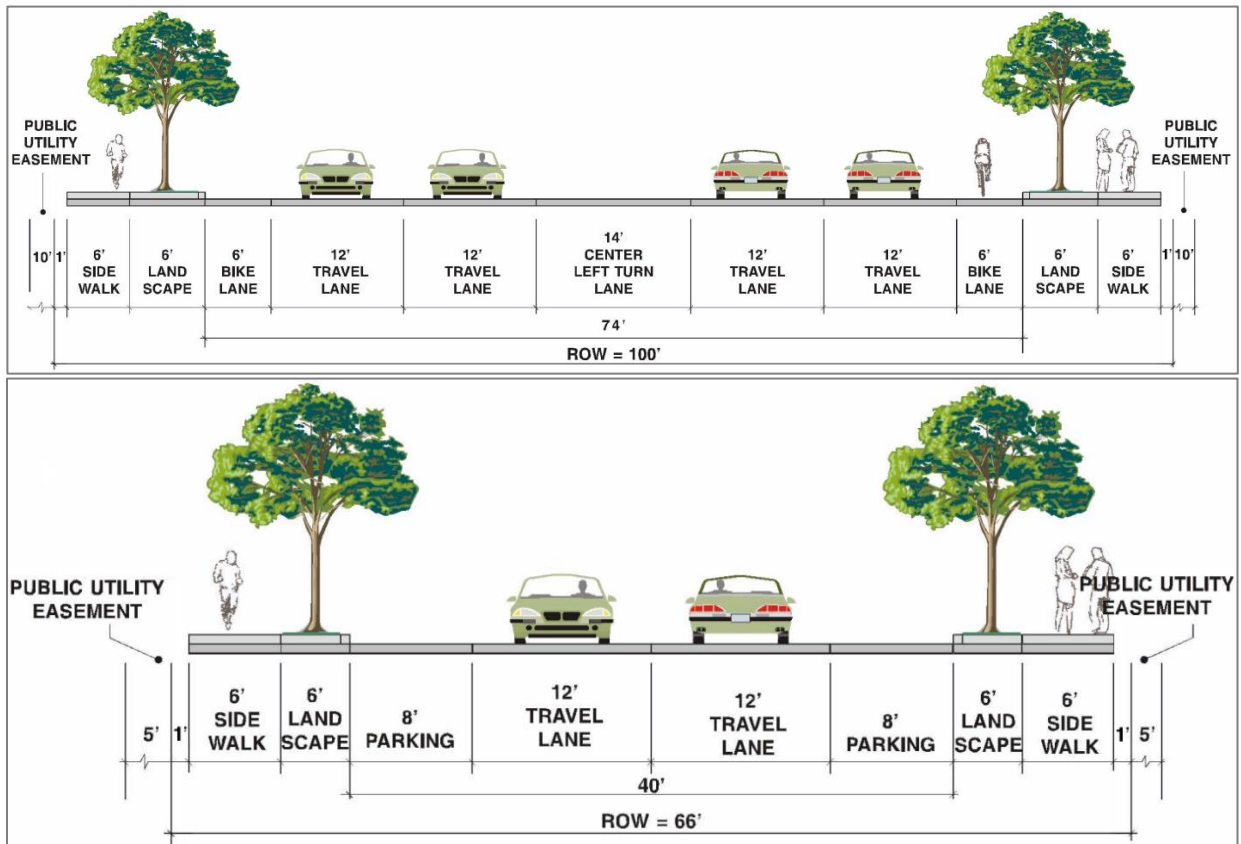 PUBLIC
UTILITY
EASEMENT
PUBLIC
UTILITY
EASEMENT
10'
1'
6'
SIDE
WALK
6'
LAND
SCAPE
6'
BIKE
LANE
12'
TRAVEL
LANE
12'
TRAVEL
LANE
14'
CENTER
LEFT TURN
LANE
12'
TRAVEL
LANE
12'
TRAVEL
LANE
6'
BIKE
LANE
6'
LAND
SCAPE
6'
SIDE
WALK
1'
10'
74'
ROW = 100'
PUBLIC UTILITY
EASEMENT
PUBLIC UTILITY
EASEMENT
5'
1'
6'
SIDE
WALK
6'
LAND
SCAPE
8'
PARKING
12'
TRAVEL
LANE
12'
TRAVEL
LANE
8'
PARKING
6'
LAND
SCAPE
6'
SIDE
WALK
1'
5'
40'
ROW = 66'